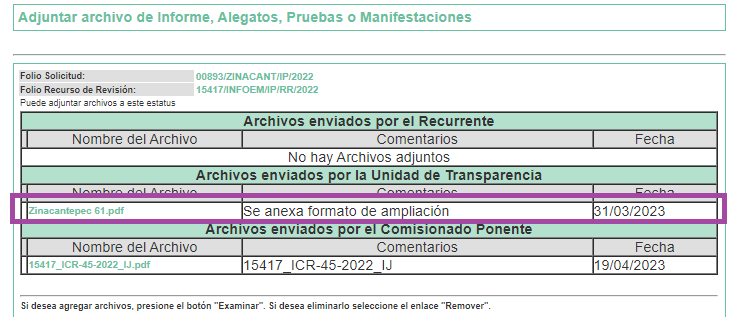 Adjuntar archivo de Informe, Alegatos, Pruebas o Manifestaciones
Folio Solicitud: 00893/ZINACANT/IP/2022
Folio Recurso de Revisión: 15417/INFOEM/IP/RR/2022
Puede adjuntar archivos a este estatus
Archivos enviados por el Recurrente
Nombre del Archivo Comentarios Fecha
No hay Archivos adjuntos
Archivos enviados por la Unidad de Transparencia
Nombre del Archivo Comentarios Fecha
Zinacantepec 61.pdf Se anexa formato de ampliación 31/03/2023
Archivos enviados por el Comisionado Ponente
Nombre del Archivo Comentarios Fecha
15417_ICR-45-2022_IJ.pdf 15417_ICR-45-2022_IJ 19/04/2023
Si desea agregar archivos, presione el botón "Examinar". Si desea eliminarlo seleccione el enlace "Remover".